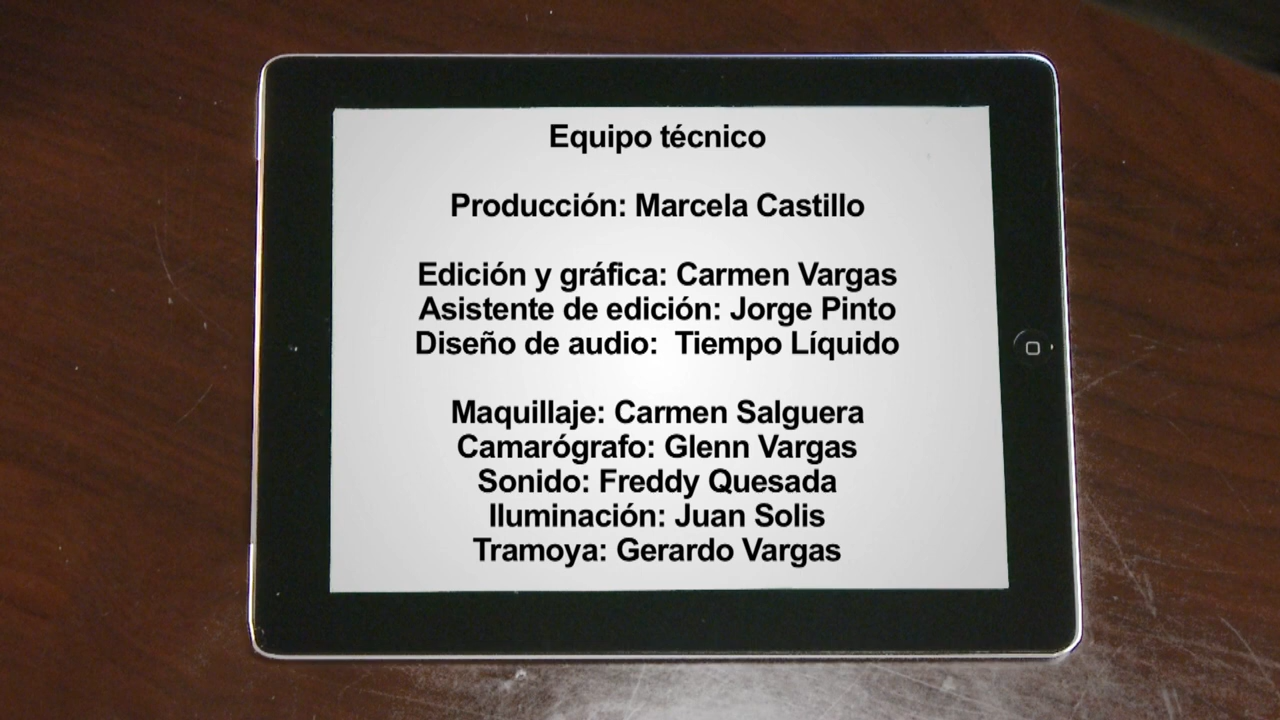 Equipo técnico
Producción: Marcela Castillo
Edición y gráfica: Carmen Vargas
Asistente de edición: Jorge Pinto
Diseño de audio:  Tiempo Líquido
Maquillaje: Carmen Salguera
Camarógrafo: Glenn Vargas
Sonido: Freddy Quesada
Iluminación: Juan Solis
Tramoya: Gerardo Vargas